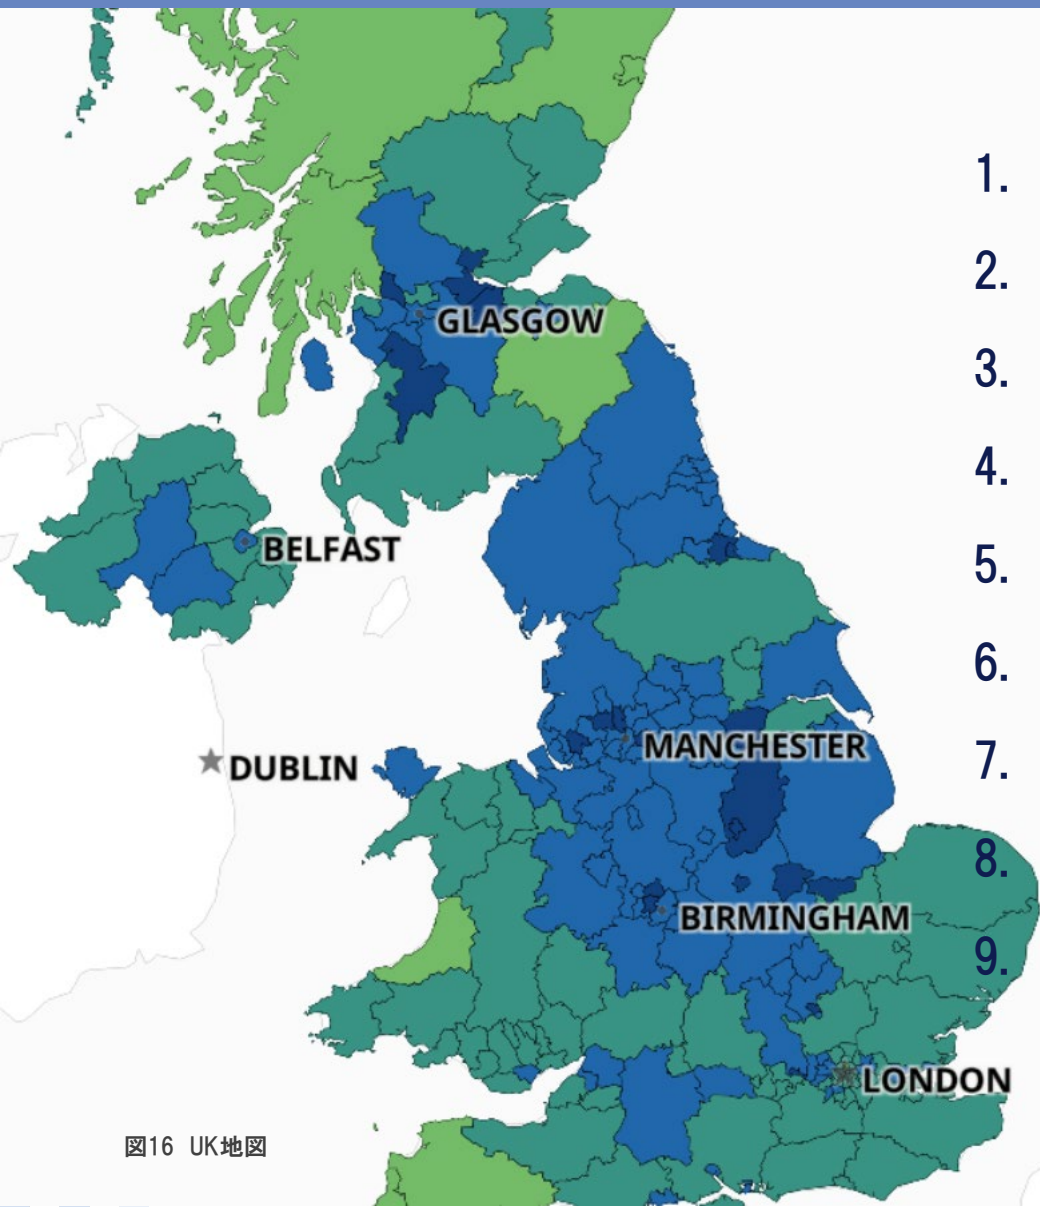 1.
2.
GLASGOW
3.
4.
BELFAST
5.
6.
MANCHESTER
7.
DUBLIN
8.
BIRMINGHAM
9.
LONDON
図16 UK地図